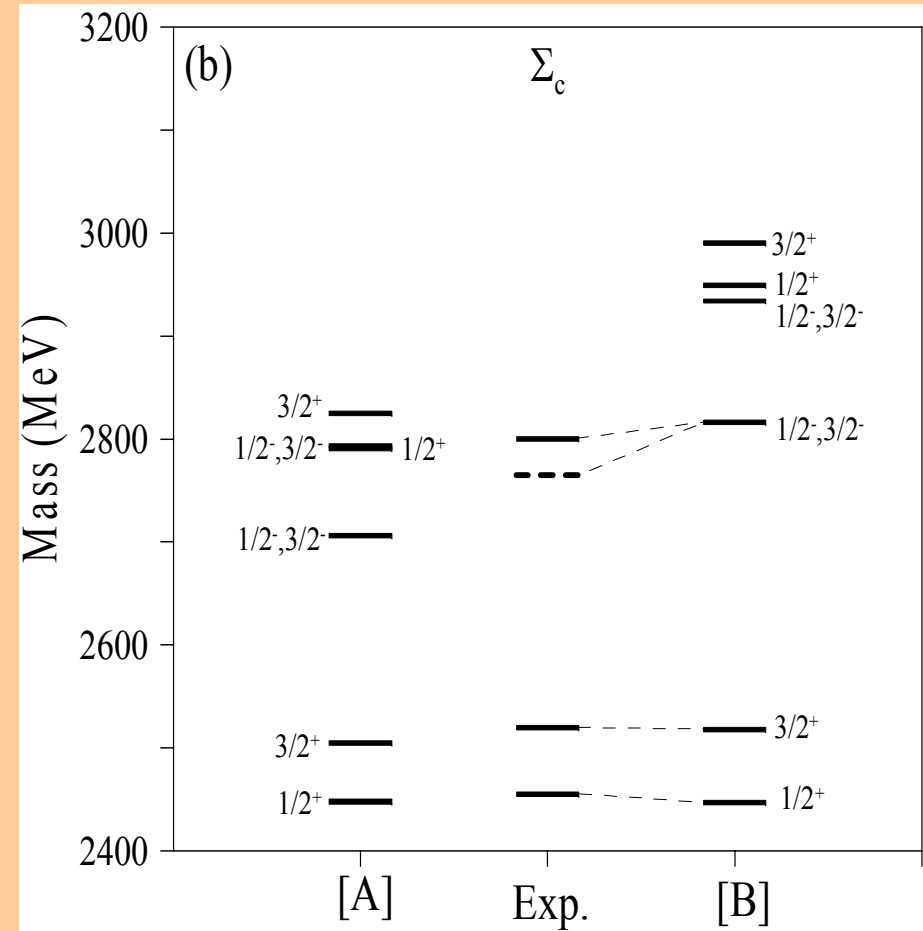 (b)
Σc
3200
3000
2800
2600
2400
Mass (MeV)
3/2+
1/2-,3/2-
1/2+
1/2-,3/2-
3/2+
1/2+
3/2+
1/2+
1/2-,3/2-
1/2-,3/2-
3/2+
1/2+
[A]
Exp.
[B]